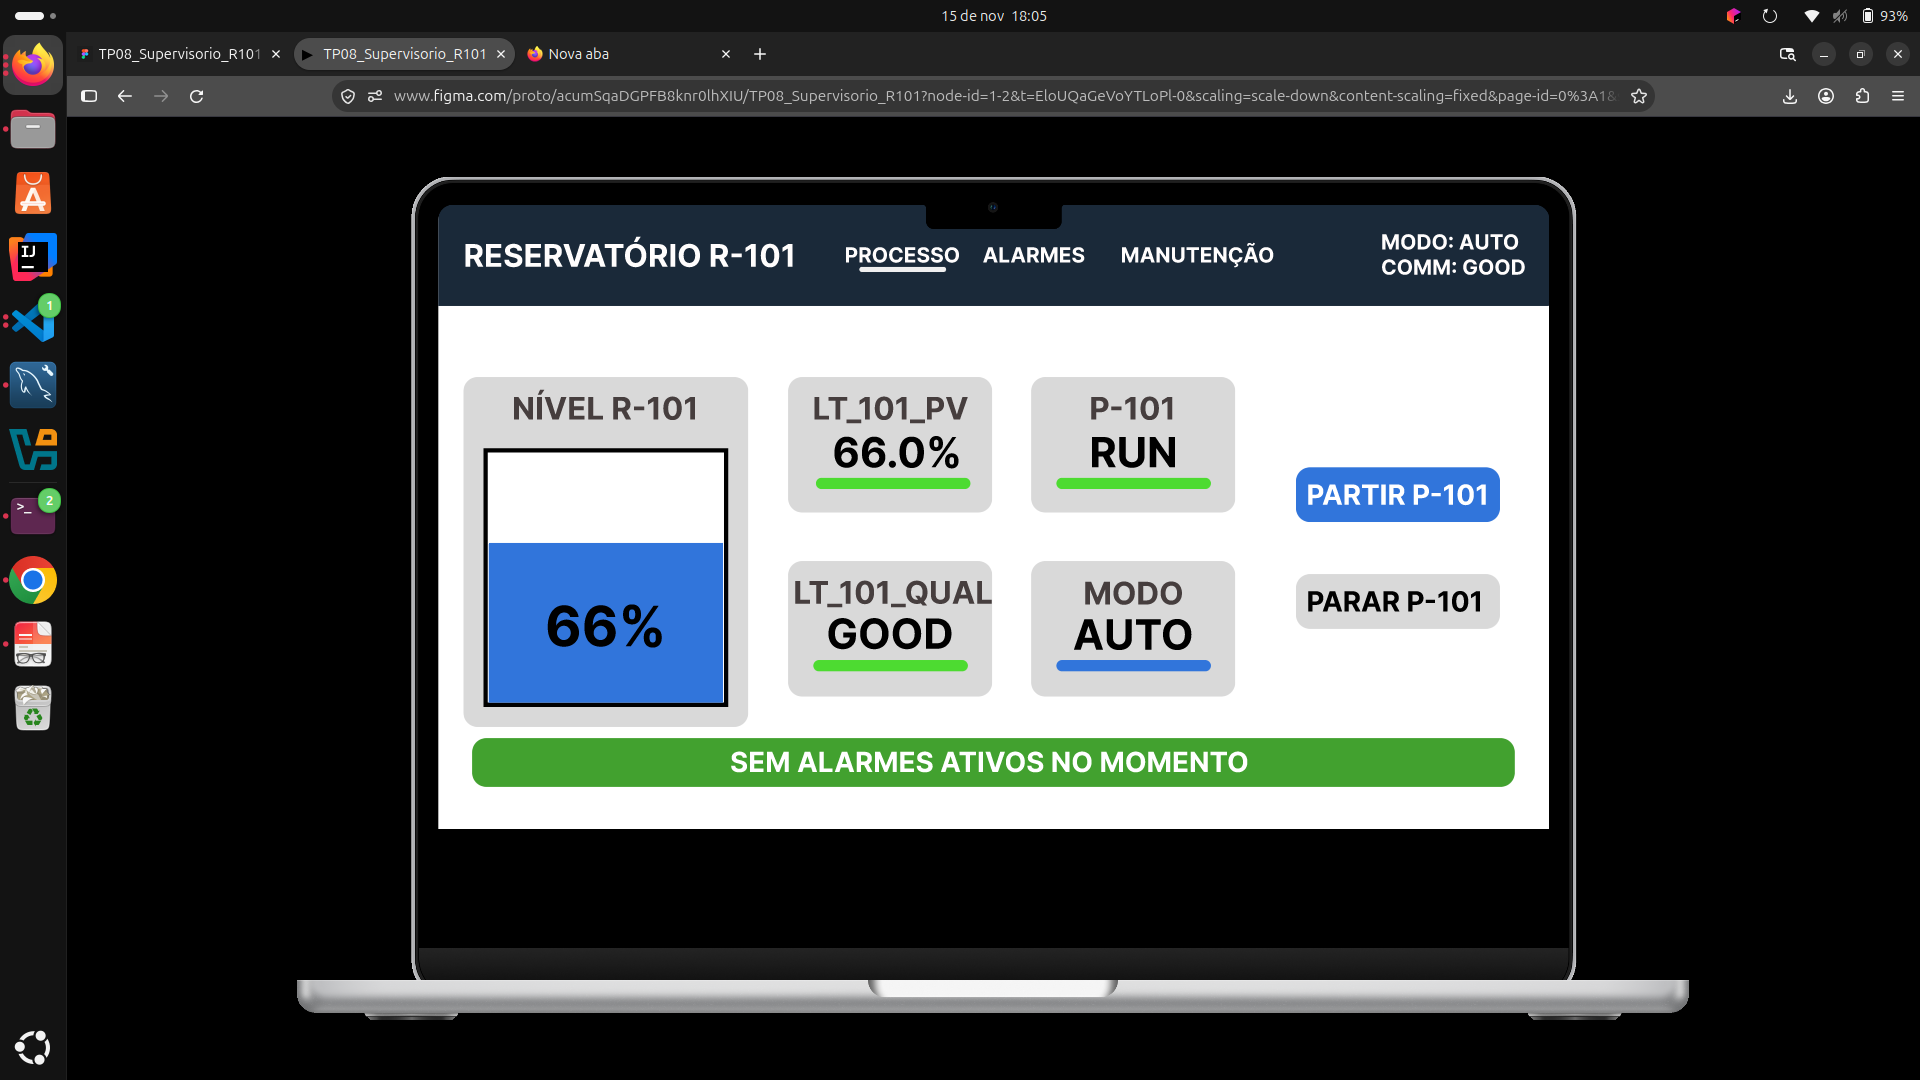 15 de nov 18:05
93%
TP08_Supervisorio_R101
TP08_Supervisorio_R101
Nova aba
www.figma.com/proto/acumSqaDGPFB8knr0lhXIU/TP08_Supervisorio_R101?node-id=1-2&t=EloUQaGeVoYTLoPl-0&scaling=scale-down&content-scaling=fixed&page-id=0%3A1&
IJ
1
2
>_
RESERVATÓRIO R-101
PROCESSO
ALARMES
MANUTENÇÃO
MODO: AUTO
COMM: GOOD
NÍVEL R-101
66%
LT_101_PV
66.0%
P-101
RUN
LT_101_QUAL
GOOD
MODO
AUTO
PARTIR P-101
PARAR P-101
SEM ALARMES ATIVOS NO MOMENTO